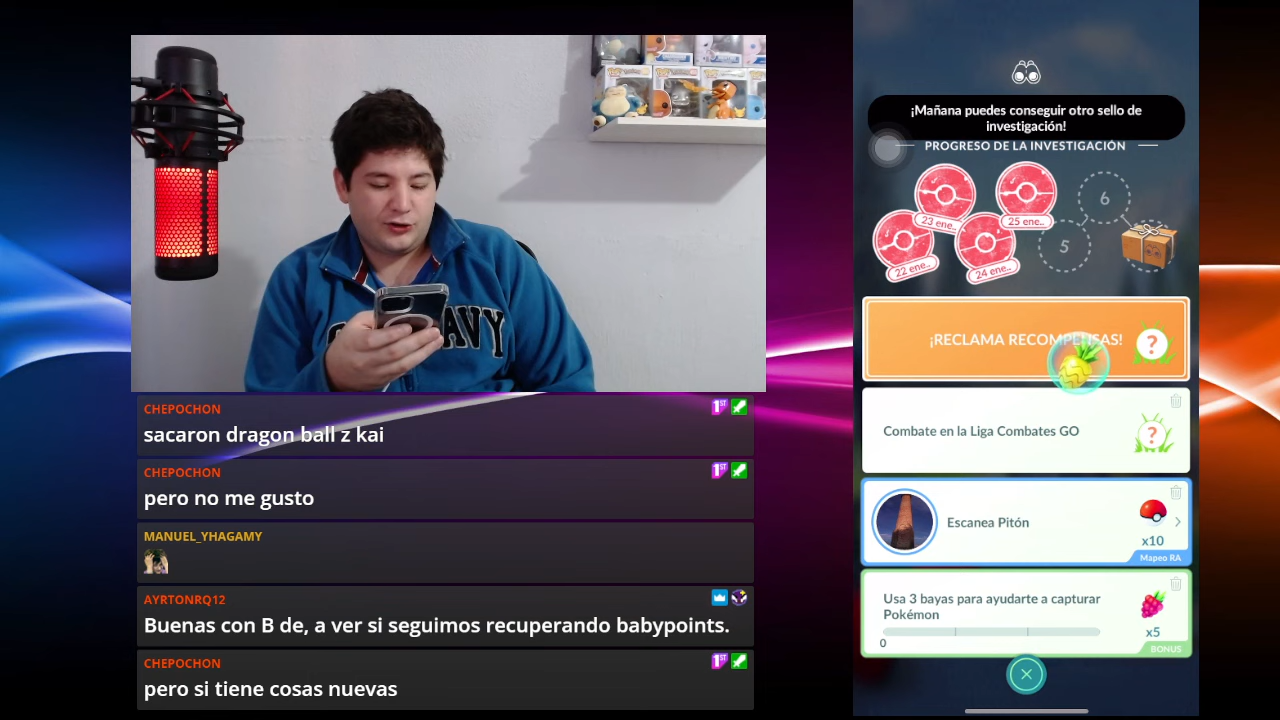 CHEPOCHON
sacaron dragon ball z kai
CHEPOCHON
pero no me gusto
MANUEL_YHAGAMY
AYRTONRQ12
Buenas con B de, a ver si seguimos recuperando babypoints.
CHEPOCHON
pero si tiene cosas nuevas
¡Mañana puedes conseguir otro sello de
investigación!
PROGRESO DE LA INVESTIGACIÓN
22 ene..
23 ene..
24 ene..
25 ene..
5
6
¡RECLAMA RECOMPENSAS!
?
Combate en la Liga Combates GO
?
Escanea Pitón
x10
Mapeo RA
Usa 3 bayas para ayudarte a capturar
Pokémon
0
x5
BONUS
1ST
1ST
1ST